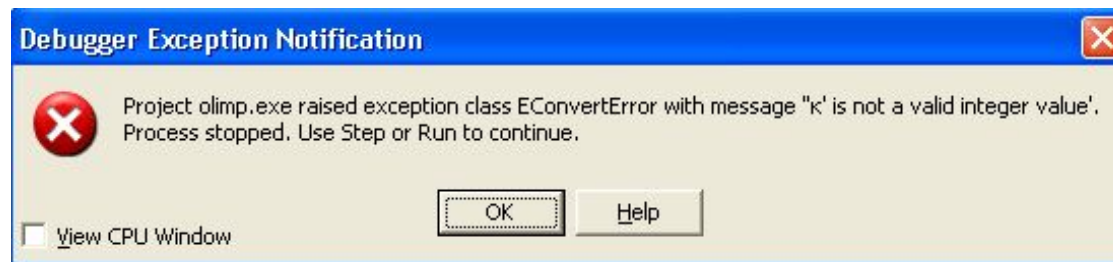 Debugger Exception Notification
Project olimp.exe raised exception class EConvertError with message "к' is not a valid integer value'.
Process stopped. Use Step or Run to continue.
OK
Help
View CPU Window